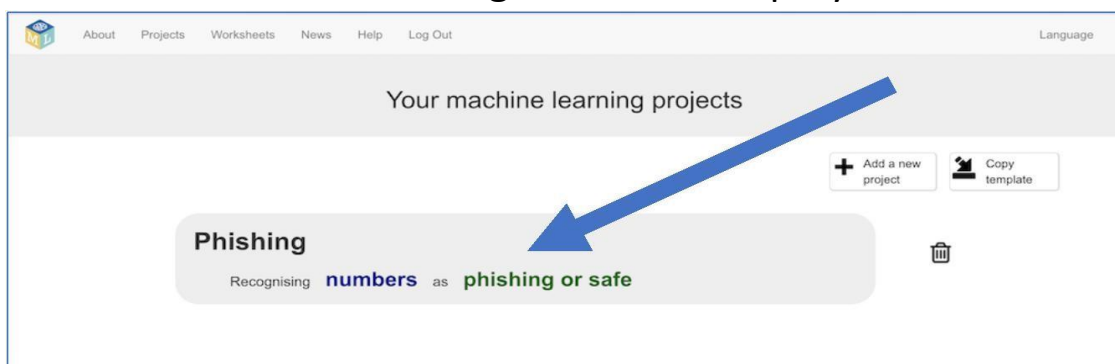 About Projects Worksheets News Help Log Out Language
Your machine learning projects
Add a new
project
Copy
template
Phishing
Recognising numbers as phishing or safe